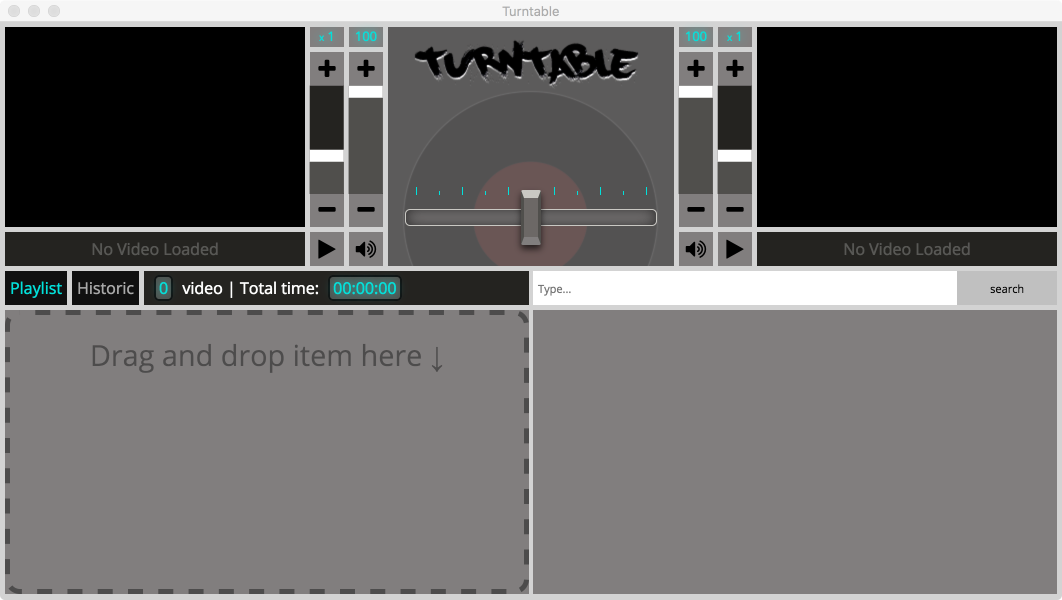 Turntable
x 1
100
TURNTABLE
100
x 1
No Video Loaded
No Video Loaded
Playlist
Historic
0 video | Total time: 00:00:00
Type...
search
Drag and drop item here ↓